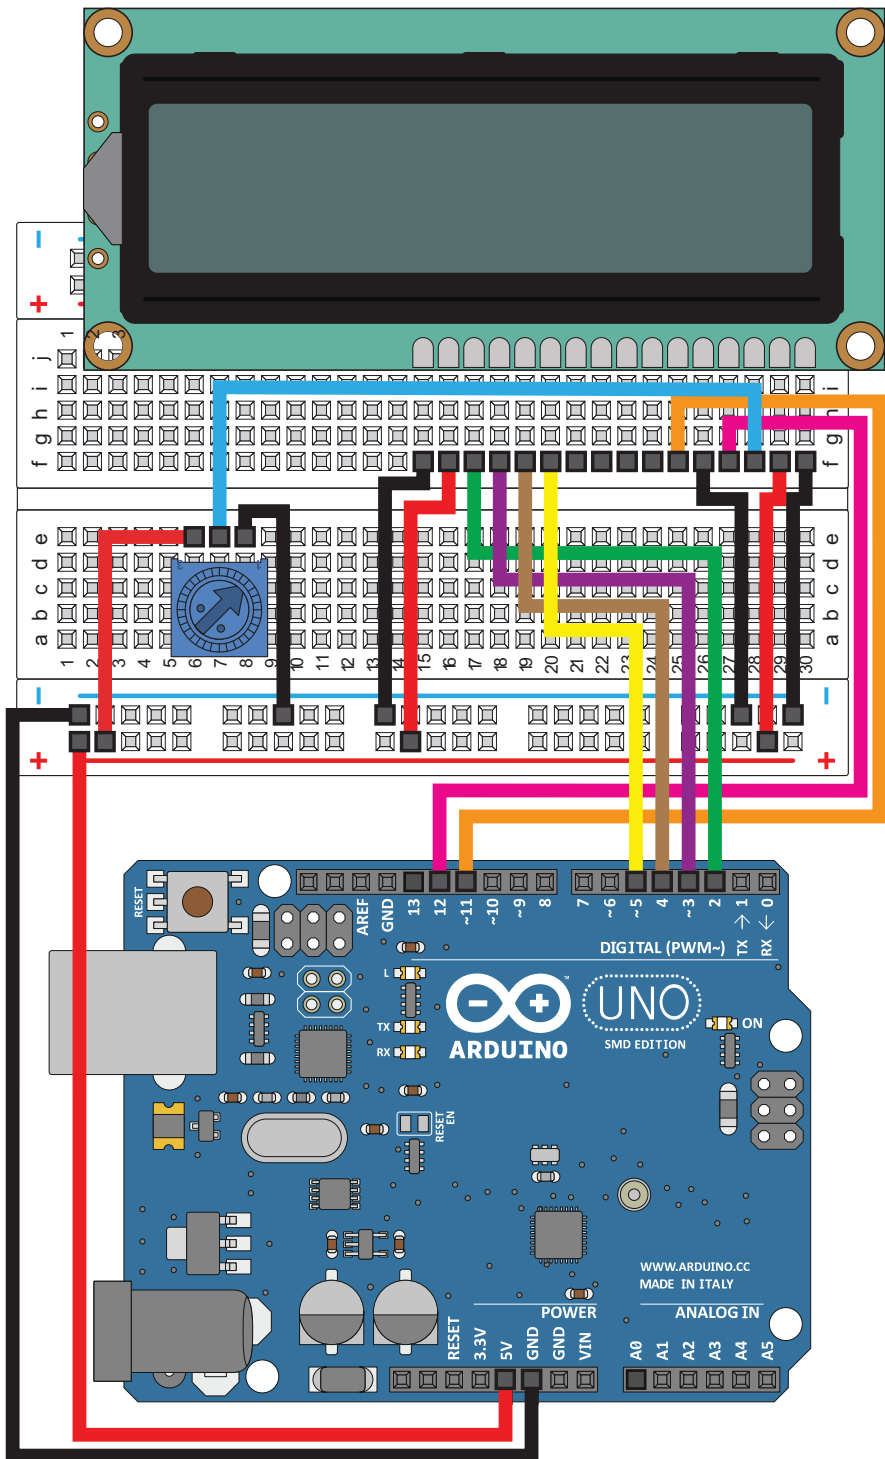 −
+
1 2 3
j
i i
h h
g g
f f
e e
d d
c c
b b
a a
1 2 3 4 5 6 7 8 9 10 11 12 13 14 15 16 17 18 19 20 21 22 23 24 25 26 27 28 29 30
− −
+ +
RESET
AREF GND 13 12 ~11 ~10 ~9 8 7 ~6 ~5 4 ~3 2 1 0
TX → RX ←
DIGITAL (PWM~)
L
TX
RX
™
UNO
ON
ARDUINO
SMD EDITION
RESET
EN
WWW.ARDUINO.CC
MADE IN ITALY
POWER ANALOG IN
RESET 3.3V 5V GND GND VIN A0 A1 A2 A3 A4 A5